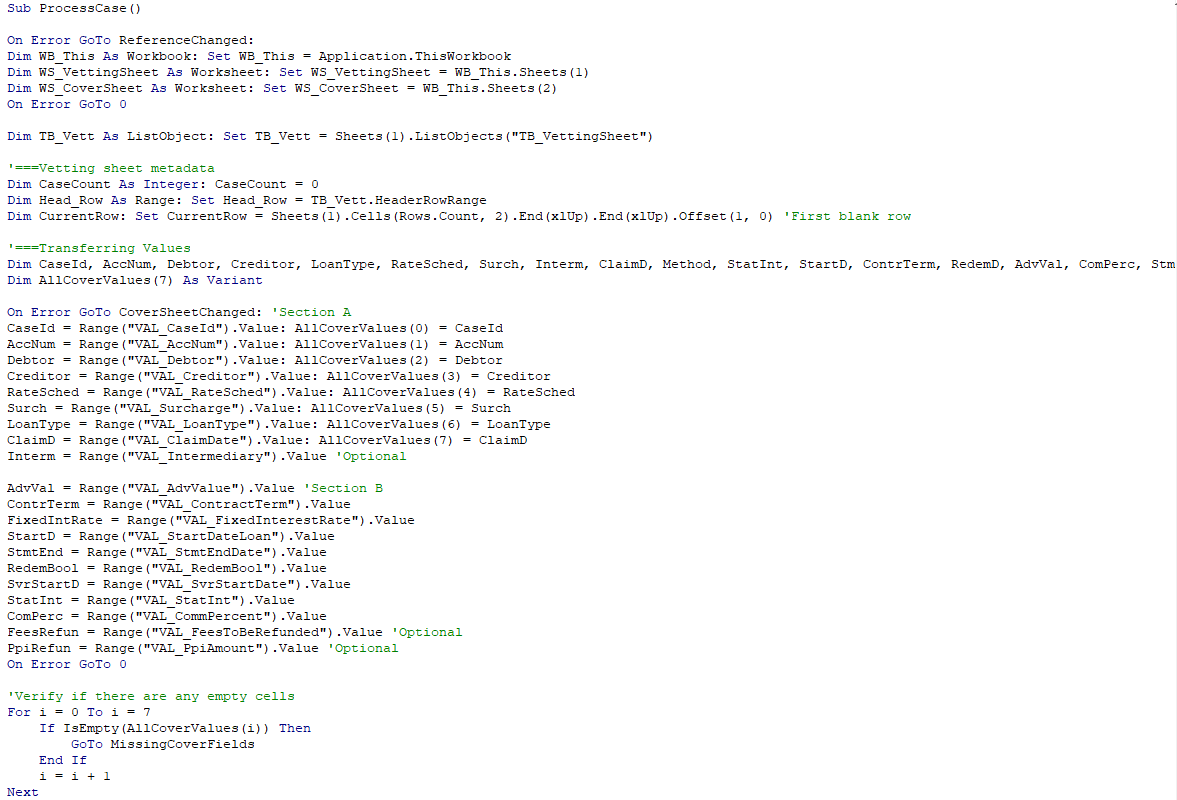 Sub ProcessCase()
On Error GoTo ReferenceChanged:
Dim WB_This As Workbook: Set WB_This = Application.ThisWorkbook
Dim WS_VettingSheet As Worksheet: Set WS_VettingSheet = WB_This.Sheets(1)
Dim WS_CoverSheet As Worksheet: Set WS_CoverSheet = WB_This.Sheets(2)
On Error GoTo 0
Dim TB_Vett As ListObject: Set TB_Vett = Sheets(1).ListObjects("TB_VettingSheet")
'===Vetting sheet metadata
Dim CaseCount As Integer: CaseCount = 0
Dim Head_Row As Range: Set Head_Row = TB_Vett.HeaderRowRange
Dim CurrentRow: Set CurrentRow = Sheets(1).Cells(Rows.Count, 2).End(xlUp).End(xlUp).Offset(1, 0) 'First blank row
'===Transferring Values
Dim CaseId, AccNum, Debtor, Creditor, LoanType, RateSched, Surch, Interm, ClaimD, Method, StatInt, StartD, ContrTerm, RedemD, AdvVal, ComPerc, Stm
Dim AllCoverValues(7) As Variant
On Error GoTo CoverSheetChanged: 'Section A
CaseId = Range("VAL_CaseId").Value: AllCoverValues(0) = CaseId
AccNum = Range("VAL_AccNum").Value: AllCoverValues(1) = AccNum
Debtor = Range("VAL_Debtor").Value: AllCoverValues(2) = Debtor
Creditor = Range("VAL_Creditor").Value: AllCoverValues(3) = Creditor
RateSched = Range("VAL_RateSched").Value: AllCoverValues(4) = RateSched
Surch = Range("VAL_Surcharge").Value: AllCoverValues(5) = Surch
LoanType = Range("VAL_LoanType").Value: AllCoverValues(6) = LoanType
ClaimD = Range("VAL_ClaimDate").Value: AllCoverValues(7) = ClaimD
Interm = Range("VAL_Intermediary").Value 'Optional
AdvVal = Range("VAL_AdvValue").Value 'Section B
ContrTerm = Range("VAL_ContractTerm").Value
FixedIntRate = Range("VAL_FixedInterestRate").Value
StartD = Range("VAL_StartDateLoan").Value
StmtEnd = Range("VAL_StmtEndDate").Value
RedemBool = Range("VAL_RedemBool").Value
SvrStartD = Range("VAL_SvrStartDate").Value
StatInt = Range("VAL_StatInt").Value
ComPerc = Range("VAL_CommPercent").Value
FeesRefun = Range("VAL_FeesToBeRefunded").Value 'Optional
PpiRefun = Range("VAL_PpiAmount").Value 'Optional
On Error GoTo 0
'Verify if there are any empty cells
For i = 0 To i = 7
If IsEmpty(AllCoverValues(i)) Then
GoTo MissingCoverFields
End If
i = i + 1
Next